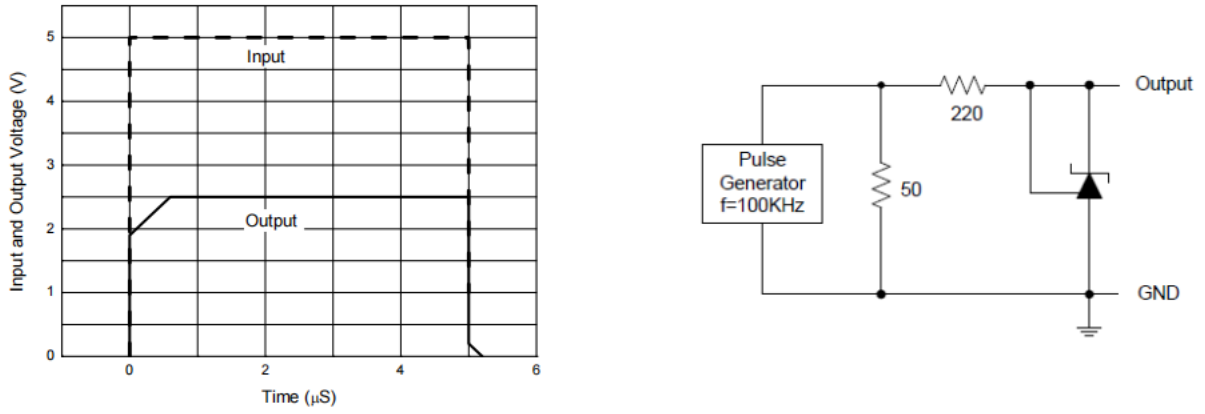 Input and Output Voltage (V)
5
4
3
2
1
0
Input
Output
0
2
4
6
Time (μS)
Pulse
Generator
f=100KHz
50
220
Output
GND